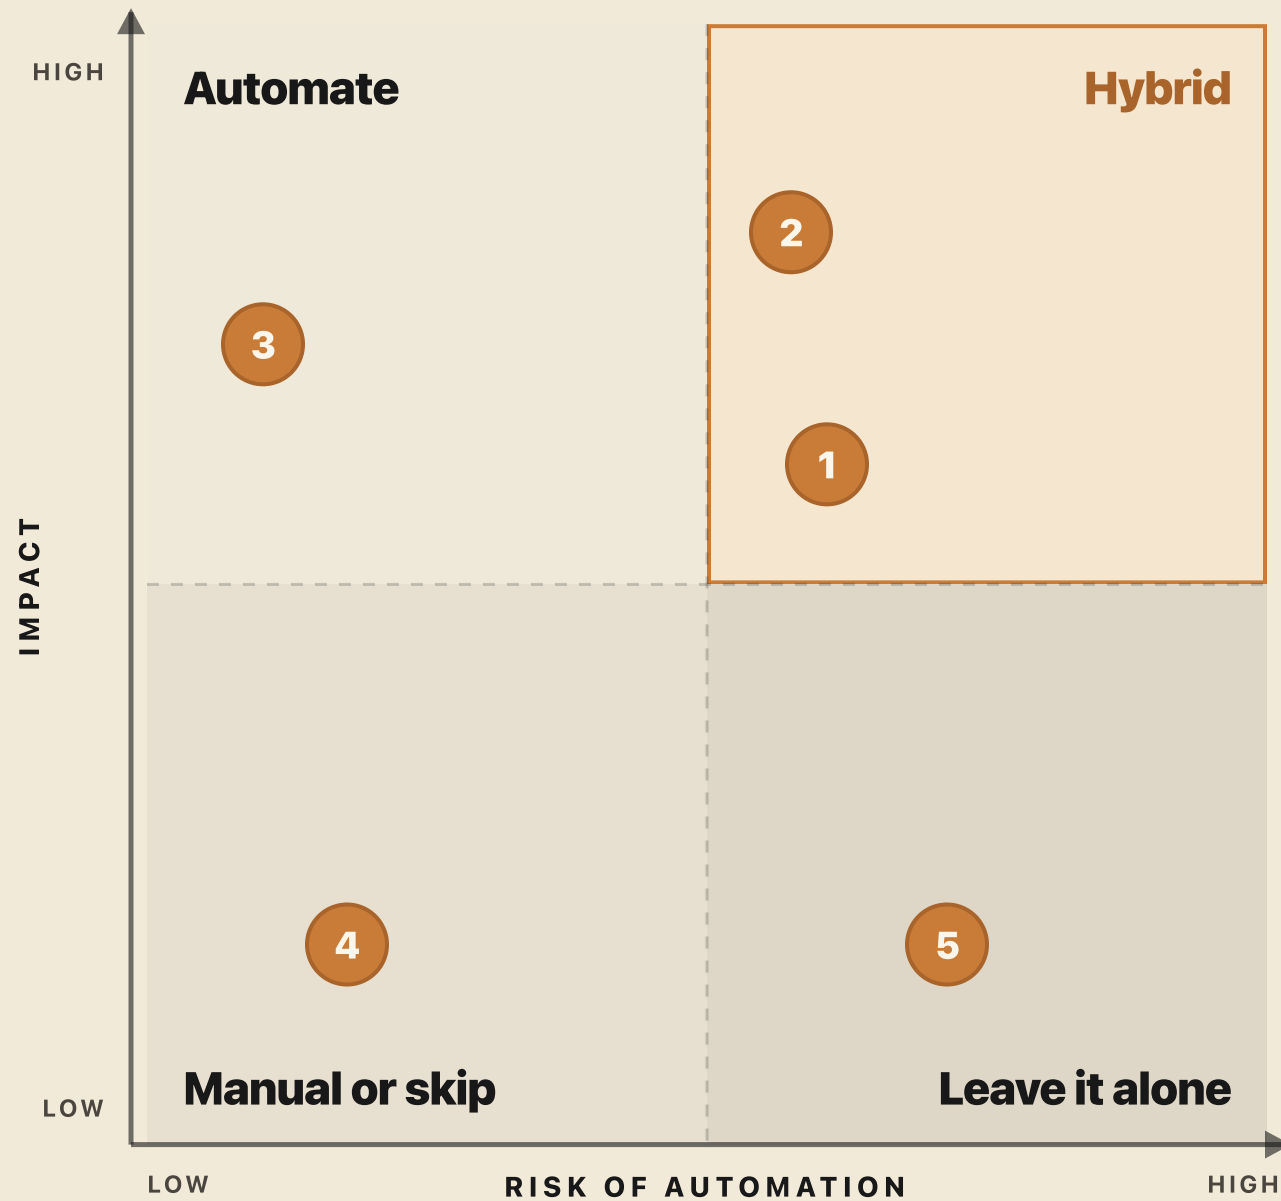 HIGH
Automate
Hybrid
2
3
1
IMPACT
4
5
Manual or skip
Leave it alone
LOW
LOW
RISK OF AUTOMATION
HIGH